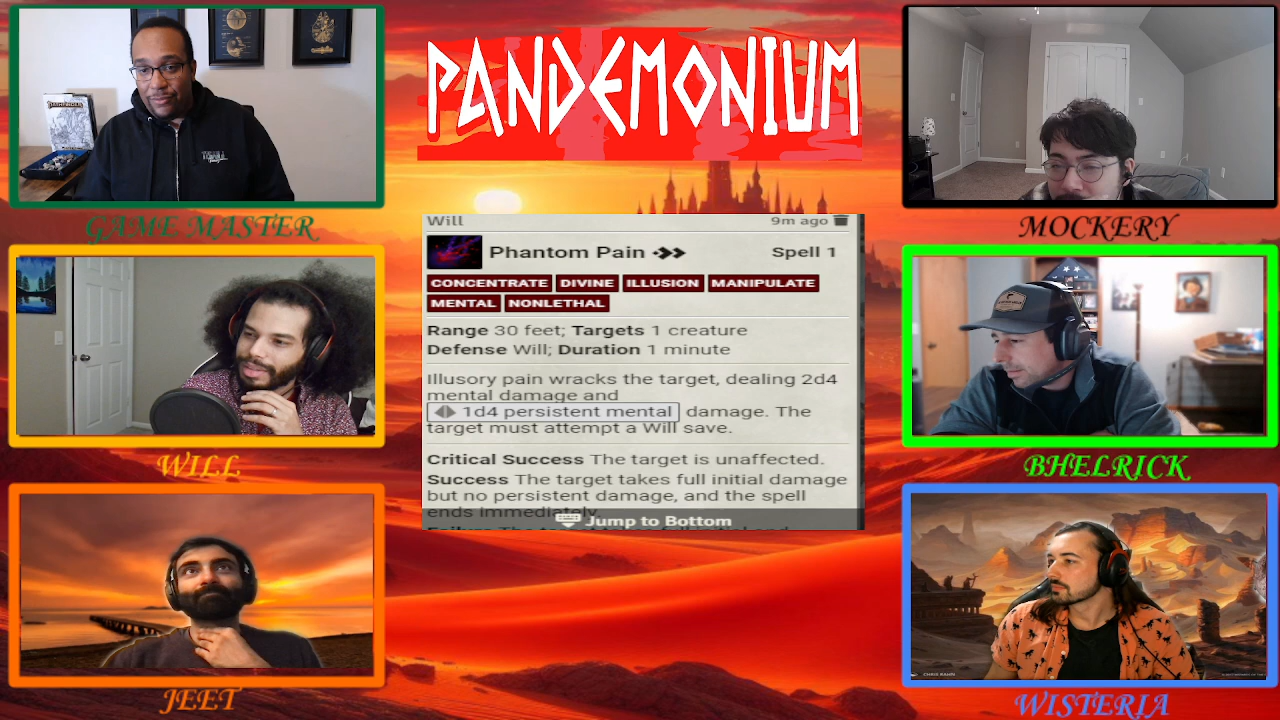 PANDEMONIUM
PATHFINDER
GAME MASTER
MOCKERY
Will
9m ago
Phantom Pain
Spell 1
CONCENTRATE DIVINE ILLUSION MANIPULATE
MENTAL NONLETHAL
Range 30 feet; Targets 1 creature
Defense Will; Duration 1 minute
Illusory pain wracks the target, dealing 2d4
mental damage and
1d4 persistent mental damage. The
target must attempt a Will save.
Critical Success The target is unaffected.
Success The target takes full initial damage
but no persistent damage, and the spell
ends immediately.
Jump to Bottom
WILL
BHELRICK
JEET
WISTERIA